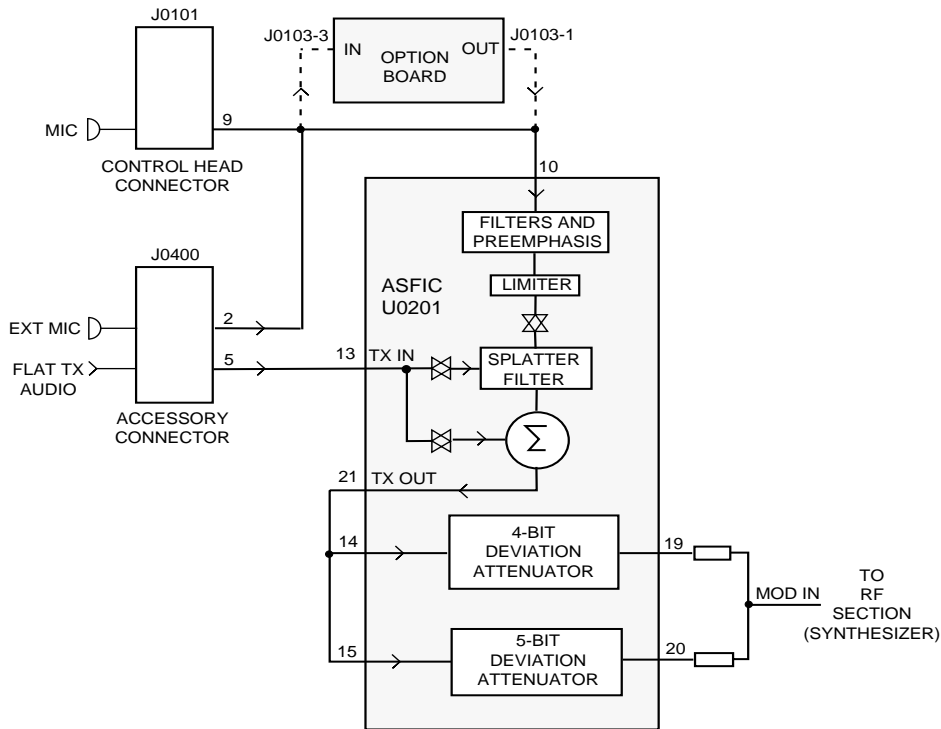 J0101
J0103-3
IN
OPTION
BOARD
OUT
J0103-1
MIC
9
CONTROL HEAD
CONNECTOR
10
FILTERS AND
PREEMPHASIS
LIMITER
ASFIC
U0201
J0400
EXT MIC
2
FLAT TX
AUDIO
5
13
TX IN
SPLATTER
FILTER
ACCESSORY
CONNECTOR
Σ
21
TX OUT
14
4-BIT
DEVIATION
ATTENUATOR
19
15
5-BIT
DEVIATION
ATTENUATOR
20
MOD IN
TO
RF
SECTION
(SYNTHESIZER)